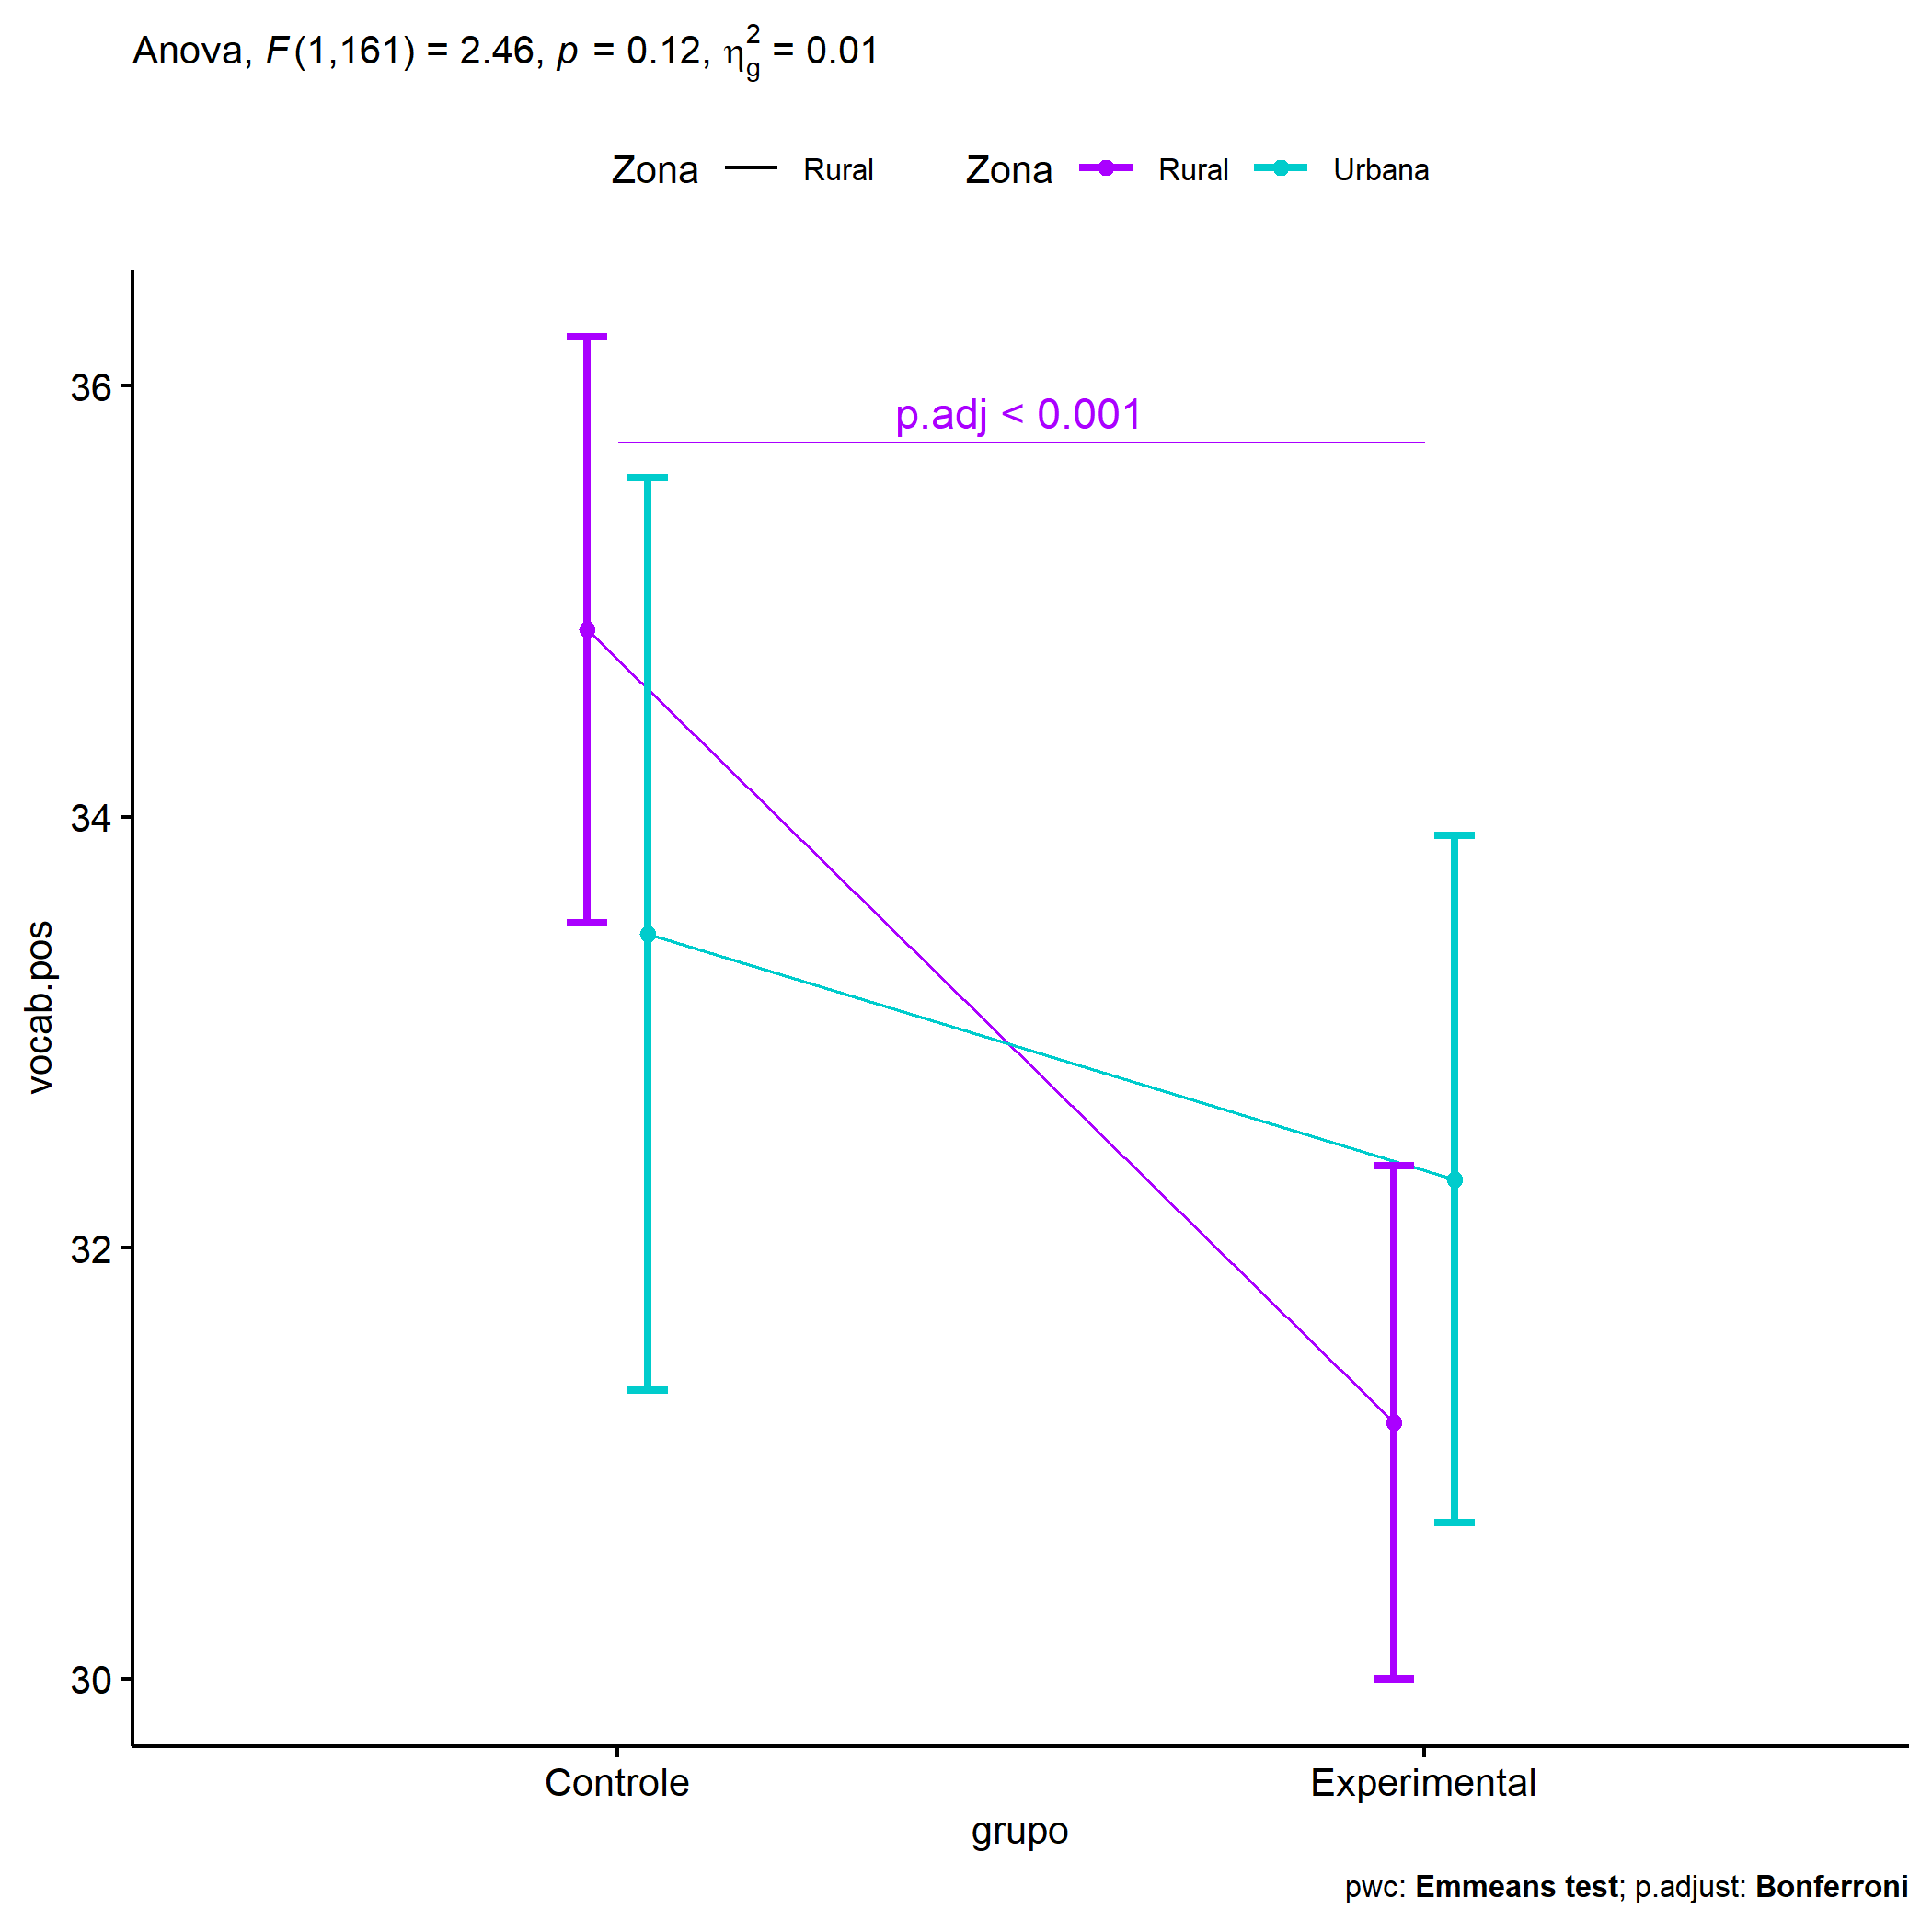 Anova, F(1,161) = 2.46, p = 0.12, η²g = 0.01
Zona Rural Zona Rural Urbana
36
p.adj < 0.001
34
vocab.pos
32
30
Controle Experimental
grupo
pwc: Emmeans test; p.adjust: Bonferroni